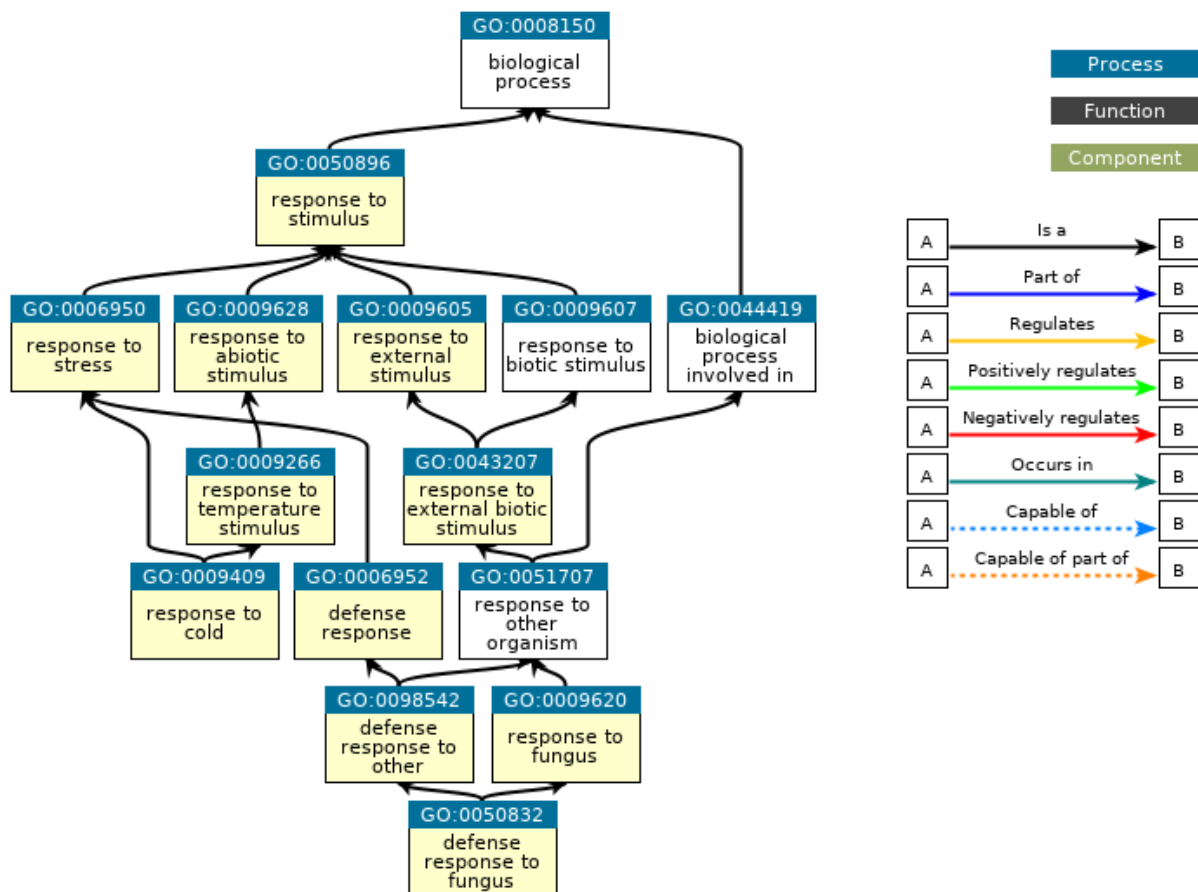 GO:0008150
biological
process
Process
Function
Component
GO:0050896
response to
stimulus
GO:0006950
response to
stress
GO:0009628
response to
abiotic
stimulus
GO:0009605
response to
external
stimulus
GO:0009607
response to
biotic stimulus
GO:0044419
biological
process
involved in
GO:0009266
response to
temperature
stimulus
GO:0043207
response to
external biotic
stimulus
GO:0009409
response to
cold
GO:0006952
defense
response
GO:0051707
response to
other
organism
GO:0098542
defense
response to
other
GO:0009620
response to
fungus
GO:0050832
defense
response to
fungus
A Is a B
A Part of B
A Regulates B
A Positively regulates B
A Negatively regulates B
A Occurs in B
A Capable of B
A Capable of part of B